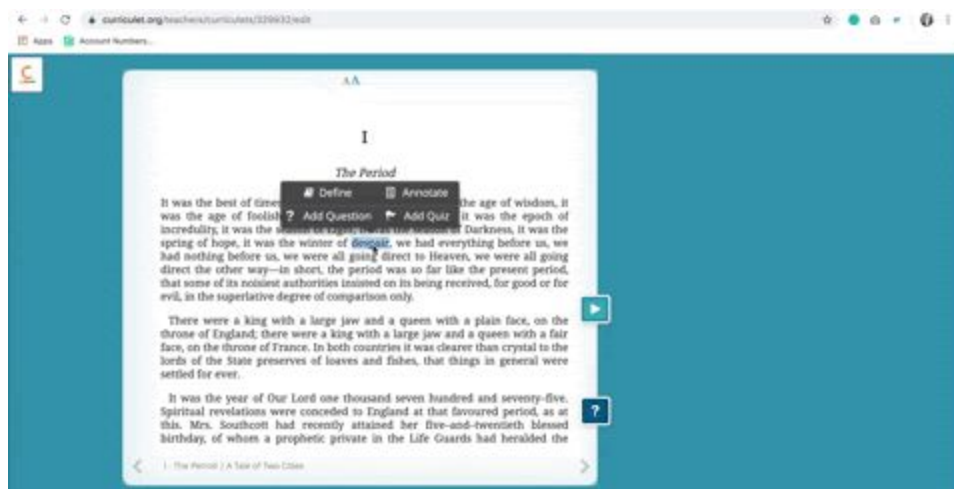 curriculet.org/teachers/curriculets/329932/edit
Apps Account Numbers...
C
AA
I
The Period
Define Annotate
? Add Question Add Quiz
It was the best of times the age of wisdom, it
was the age of foolish it was the epoch of
incredulity, it was the season of Light, it was the season of Darkness, it was the
spring of hope, it was the winter of despair, we had everything before us, we
had nothing before us, we were all going direct to Heaven, we were all going
direct the other way—in short, the period was so far like the present period,
that some of its noisiest authorities insisted on its being received, for good or for
evil, in the superlative degree of comparison only.
There were a king with a large jaw and a queen with a plain face, on the
throne of England; there were a king with a large jaw and a queen with a fair
face, on the throne of France. In both countries it was clearer than crystal to the
lords of the State preserves of loaves and fishes, that things in general were
settled for ever.
It was the year of Our Lord one thousand seven hundred and seventy-five.
Spiritual revelations were conceded to England at that favoured period, as at
this. Mrs. Southcott had recently attained her five-and-twentieth blessed
birthday, of whom a prophetic private in the Life Guards had heralded the
?
I The Period / A Tale of Two Cities